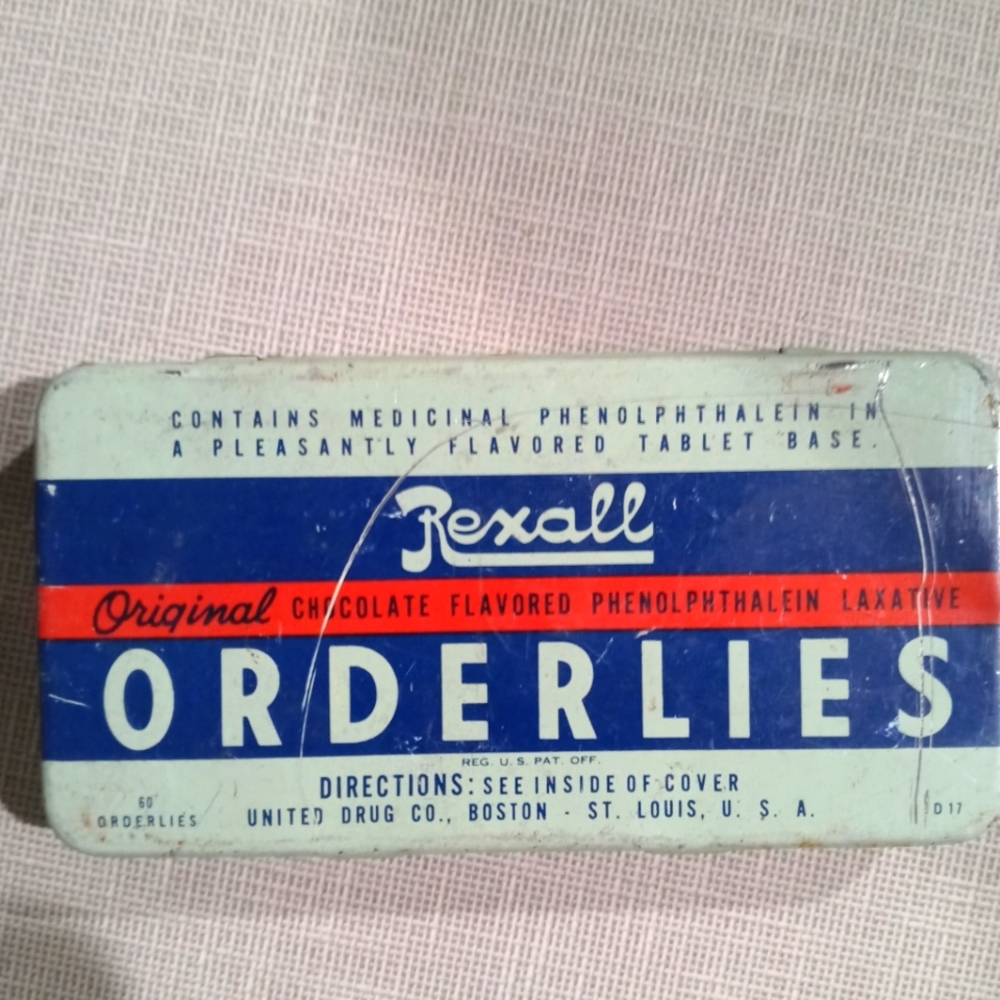 CONTAINS MEDICINAL PHENOLPHTHALEIN IN
A PLEASANTLY FLAVORED TABLET BASE.
Rexall
Original CHOCOLATE FLAVORED PHENOLPHTHALEIN LAXATIVE
ORDERLIES
REG. U.S. PAT. OFF.
DIRECTIONS: SEE INSIDE OF COVER
60
ORDERLIES
UNITED DRUG CO., BOSTON - ST. LOUIS, U. S. A.
D 17